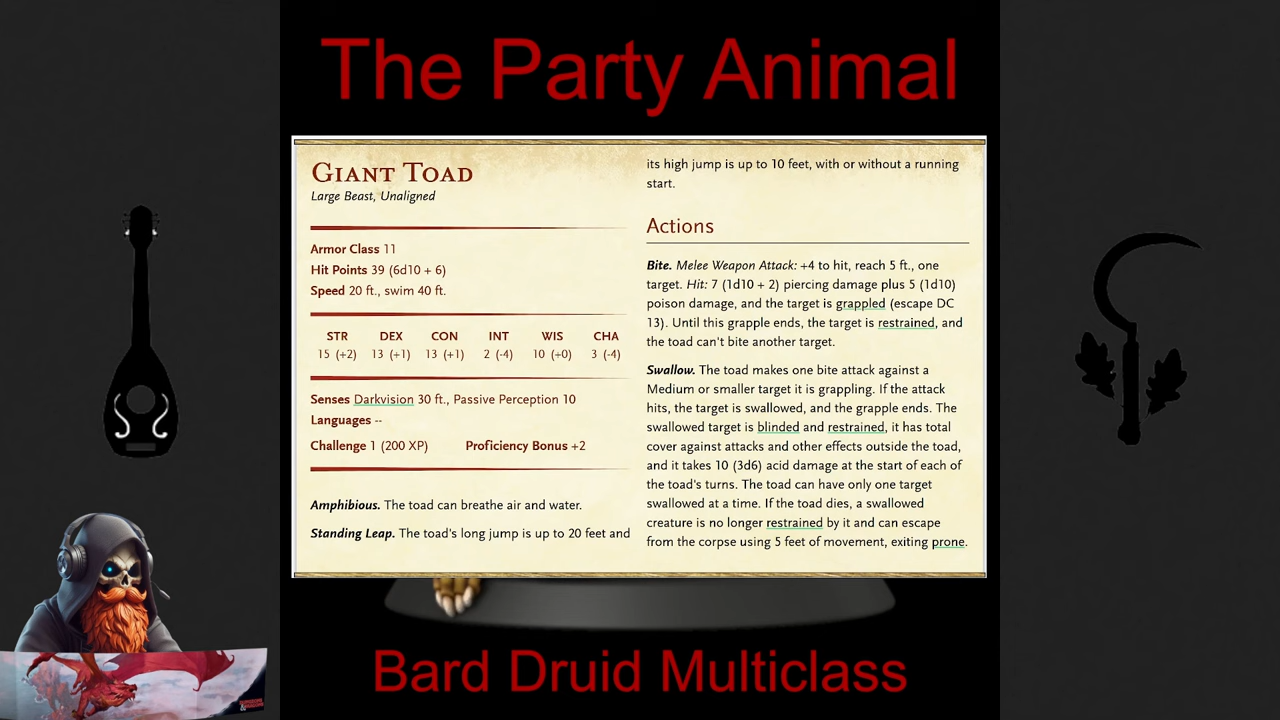 The Party Animal
GIANT TOAD
Large Beast, Unaligned
Armor Class 11
Hit Points 39 (6d10 + 6)
Speed 20 ft., swim 40 ft.
STR DEX CON INT WIS CHA
15 (+2) 13 (+1) 13 (+1) 2 (-4) 10 (+0) 3 (-4)
Senses Darkvision 30 ft., Passive Perception 10
Languages --
Challenge 1 (200 XP) Proficiency Bonus +2
Amphibious. The toad can breathe air and water.
Standing Leap. The toad's long jump is up to 20 feet and
its high jump is up to 10 feet, with or without a running
start.
Actions
Bite. Melee Weapon Attack: +4 to hit, reach 5 ft., one
target. Hit: 7 (1d10 + 2) piercing damage plus 5 (1d10)
poison damage, and the target is grappled (escape DC
13). Until this grapple ends, the target is restrained, and
the toad can't bite another target.
Swallow. The toad makes one bite attack against a
Medium or smaller target it is grappling. If the attack
hits, the target is swallowed, and the grapple ends. The
swallowed target is blinded and restrained, it has total
cover against attacks and other effects outside the toad,
and it takes 10 (3d6) acid damage at the start of each of
the toad's turns. The toad can have only one target
swallowed at a time. If the toad dies, a swallowed
creature is no longer restrained by it and can escape
from the corpse using 5 feet of movement, exiting prone.
Bard Druid Multiclass